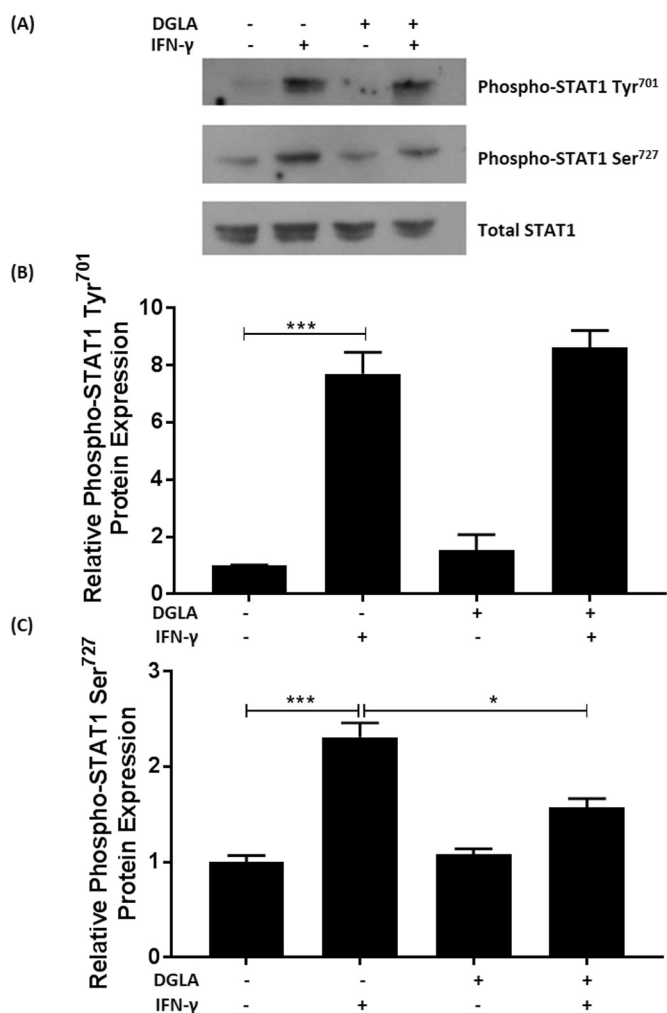 (A)
DGLA - - + +
IFN-γ - + - +
Phospho-STAT1 Tyr⁷⁰¹
Phospho-STAT1 Ser⁷²⁷
Total STAT1
(B)
Relative Phospho-STAT1 Tyr⁷⁰¹
Protein Expression
10
8
6
4
2
0
***
DGLA - - + +
IFN-γ - + - +
(C)
Relative Phospho-STAT1 Ser⁷²⁷
Protein Expression
3
2
1
0
*** *
DGLA - - + +
IFN-γ - + - +